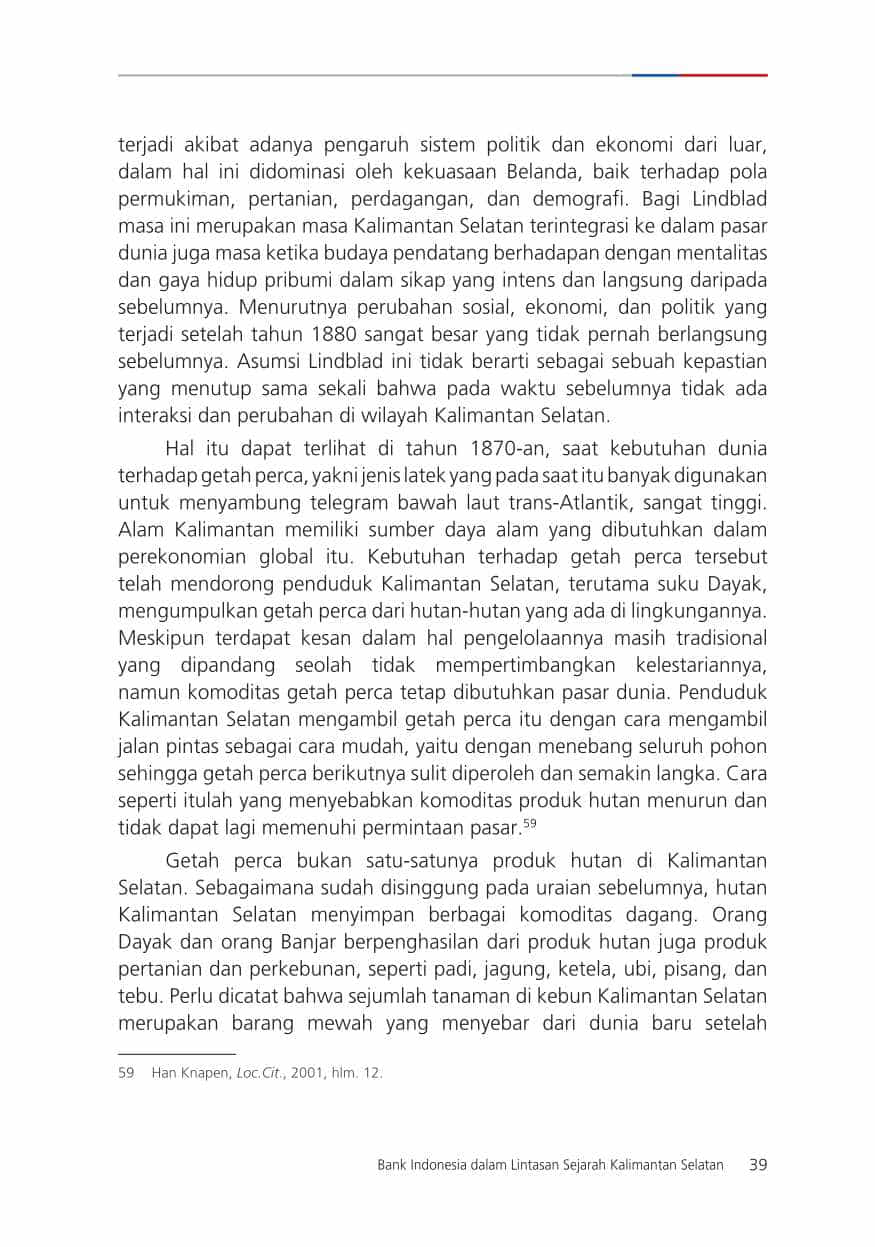 terjadi akibat adanya pengaruh sistem politik dan ekonomi dari luar,
dalam hal ini didominasi oleh kekuasaan Belanda, baik terhadap pola
permukiman, pertanian, perdagangan, dan demografi. Bagi Lindblad
masa ini merupakan masa Kalimantan Selatan terintegrasi ke dalam pasar
dunia juga masa ketika budaya pendatang berhadapan dengan mentalitas
dan gaya hidup pribumi dalam sikap yang intens dan langsung daripada
sebelumnya. Menurutnya perubahan sosial, ekonomi, dan politik yang
terjadi setelah tahun 1880 sangat besar yang tidak pernah berlangsung
sebelumnya. Asumsi Lindblad ini tidak berarti sebagai sebuah kepastian
yang menutup sama sekali bahwa pada waktu sebelumnya tidak ada
interaksi dan perubahan di wilayah Kalimantan Selatan.
Hal itu dapat terlihat di tahun 1870-an, saat kebutuhan dunia
terhadap getah perca, yakni jenis latek yang pada saat itu banyak digunakan
untuk menyambung telegram bawah laut trans-Atlantik, sangat tinggi.
Alam Kalimantan memiliki sumber daya alam yang dibutuhkan dalam
perekonomian global itu. Kebutuhan terhadap getah perca tersebut
telah mendorong penduduk Kalimantan Selatan, terutama suku Dayak,
mengumpulkan getah perca dari hutan-hutan yang ada di lingkungannya.
Meskipun terdapat kesan dalam hal pengelolaannya masih tradisional
yang dipandang seolah tidak mempertimbangkan kelestariannya,
namun komoditas getah perca tetap dibutuhkan pasar dunia. Penduduk
Kalimantan Selatan mengambil getah perca itu dengan cara mengambil
jalan pintas sebagai cara mudah, yaitu dengan menebang seluruh pohon
sehingga getah perca berikutnya sulit diperoleh dan semakin langka. Cara
seperti itulah yang menyebabkan komoditas produk hutan menurun dan
tidak dapat lagi memenuhi permintaan pasar.59
Getah perca bukan satu-satunya produk hutan di Kalimantan
Selatan. Sebagaimana sudah disinggung pada uraian sebelumnya, hutan
Kalimantan Selatan menyimpan berbagai komoditas dagang. Orang
Dayak dan orang Banjar berpenghasilan dari produk hutan juga produk
pertanian dan perkebunan, seperti padi, jagung, ketela, ubi, pisang, dan
tebu. Perlu dicatat bahwa sejumlah tanaman di kebun Kalimantan Selatan
merupakan barang mewah yang menyebar dari dunia baru setelah
59 Han Knapen, Loc.Cit., 2001, hlm. 12.
Bank Indonesia dalam Lintasan Sejarah Kalimantan Selatan 39